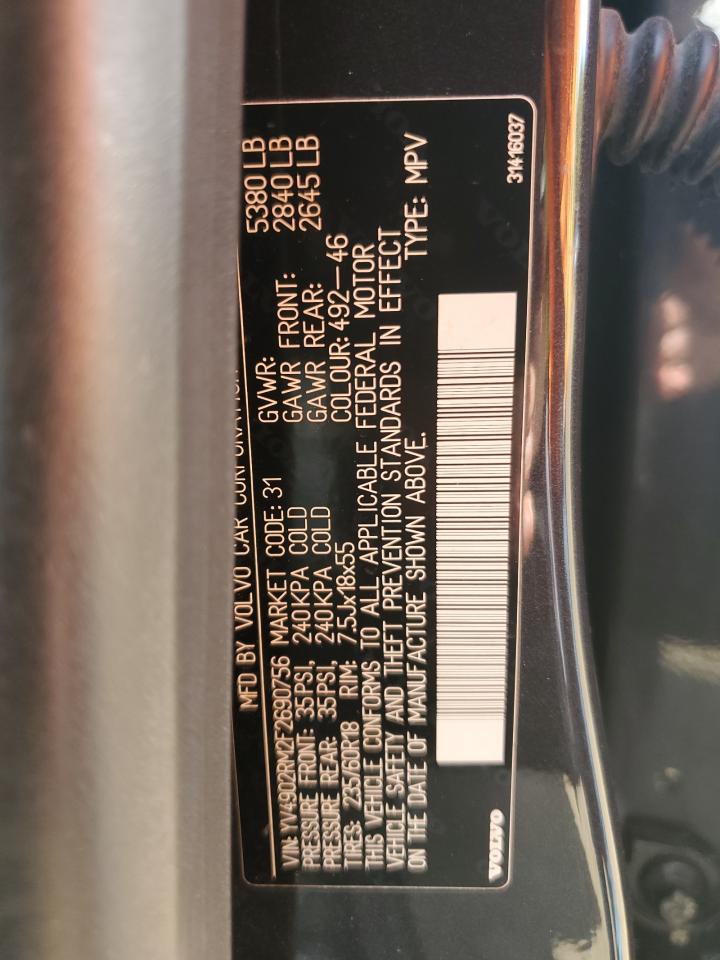 MFD BY VOLVO CAR CORPORATION
VIN: YV4902RM2F2690756 MARKET CODE: 31 GVWR: 5380 LB
PRESSURE FRONT: 35PSI, 240KPA COLD GAWR FRONT: 2840 LB
PRESSURE REAR: 35PSI, 240KPA COLD GAWR REAR: 2645 LB
TIRES: 235/60R18 RIM: 7.5Jx18x55 COLOUR: 492-46
THIS VEHICLE CONFORMS TO ALL APPLICABLE FEDERAL MOTOR
VEHICLE SAFETY AND THEFT PREVENTION STANDARDS IN EFFECT
ON THE DATE OF MANUFACTURE SHOWN ABOVE. TYPE: MPV
VOLVO 31416037